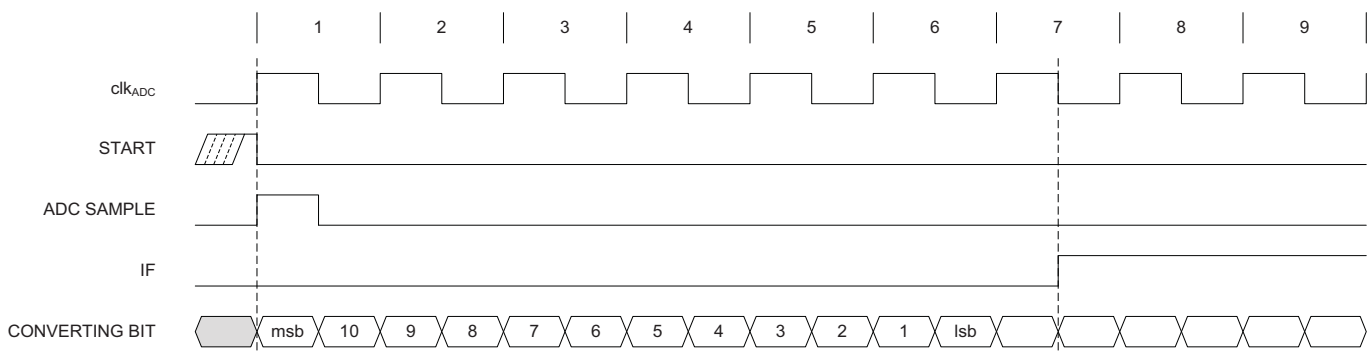 1 2 3 4 5 6 7 8 9
clkADC
START
ADC SAMPLE
IF
CONVERTING BIT msb 10 9 8 7 6 5 4 3 2 1 lsb